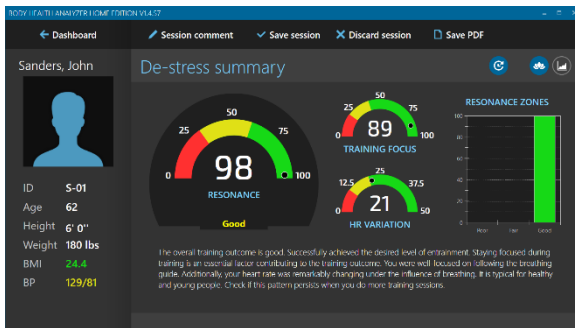 BODY HEALTH ANALYZER HOME EDITION V1.4.57
Dashboard
Session comment
Save session
Discard session
Save PDF
Sanders, John
De-stress summary
ID S-01
Age 62
Height 6' 0"
Weight 180 lbs
BMI 24.4
BP 129/81
0
25
50
75
100
98
RESONANCE
Good
0
25
50
75
100
89
TRAINING FOCUS
0
12.5
25
37.5
50
21
HR VARIATION
RESONANCE ZONES
100
80
60
40
20
0
Poor
Fair
Good
The overall training outcome is good. Successfully achieved the desired level of entrainment. Staying focused during
training is an essential factor contributing to the training outcome. You were well focused on following the breathing
guide. Additionally, your heart rate was remarkably changing under the influence of breathing. It is typical for healthy
and young people. Check if this pattern persists when you do more training sessions.